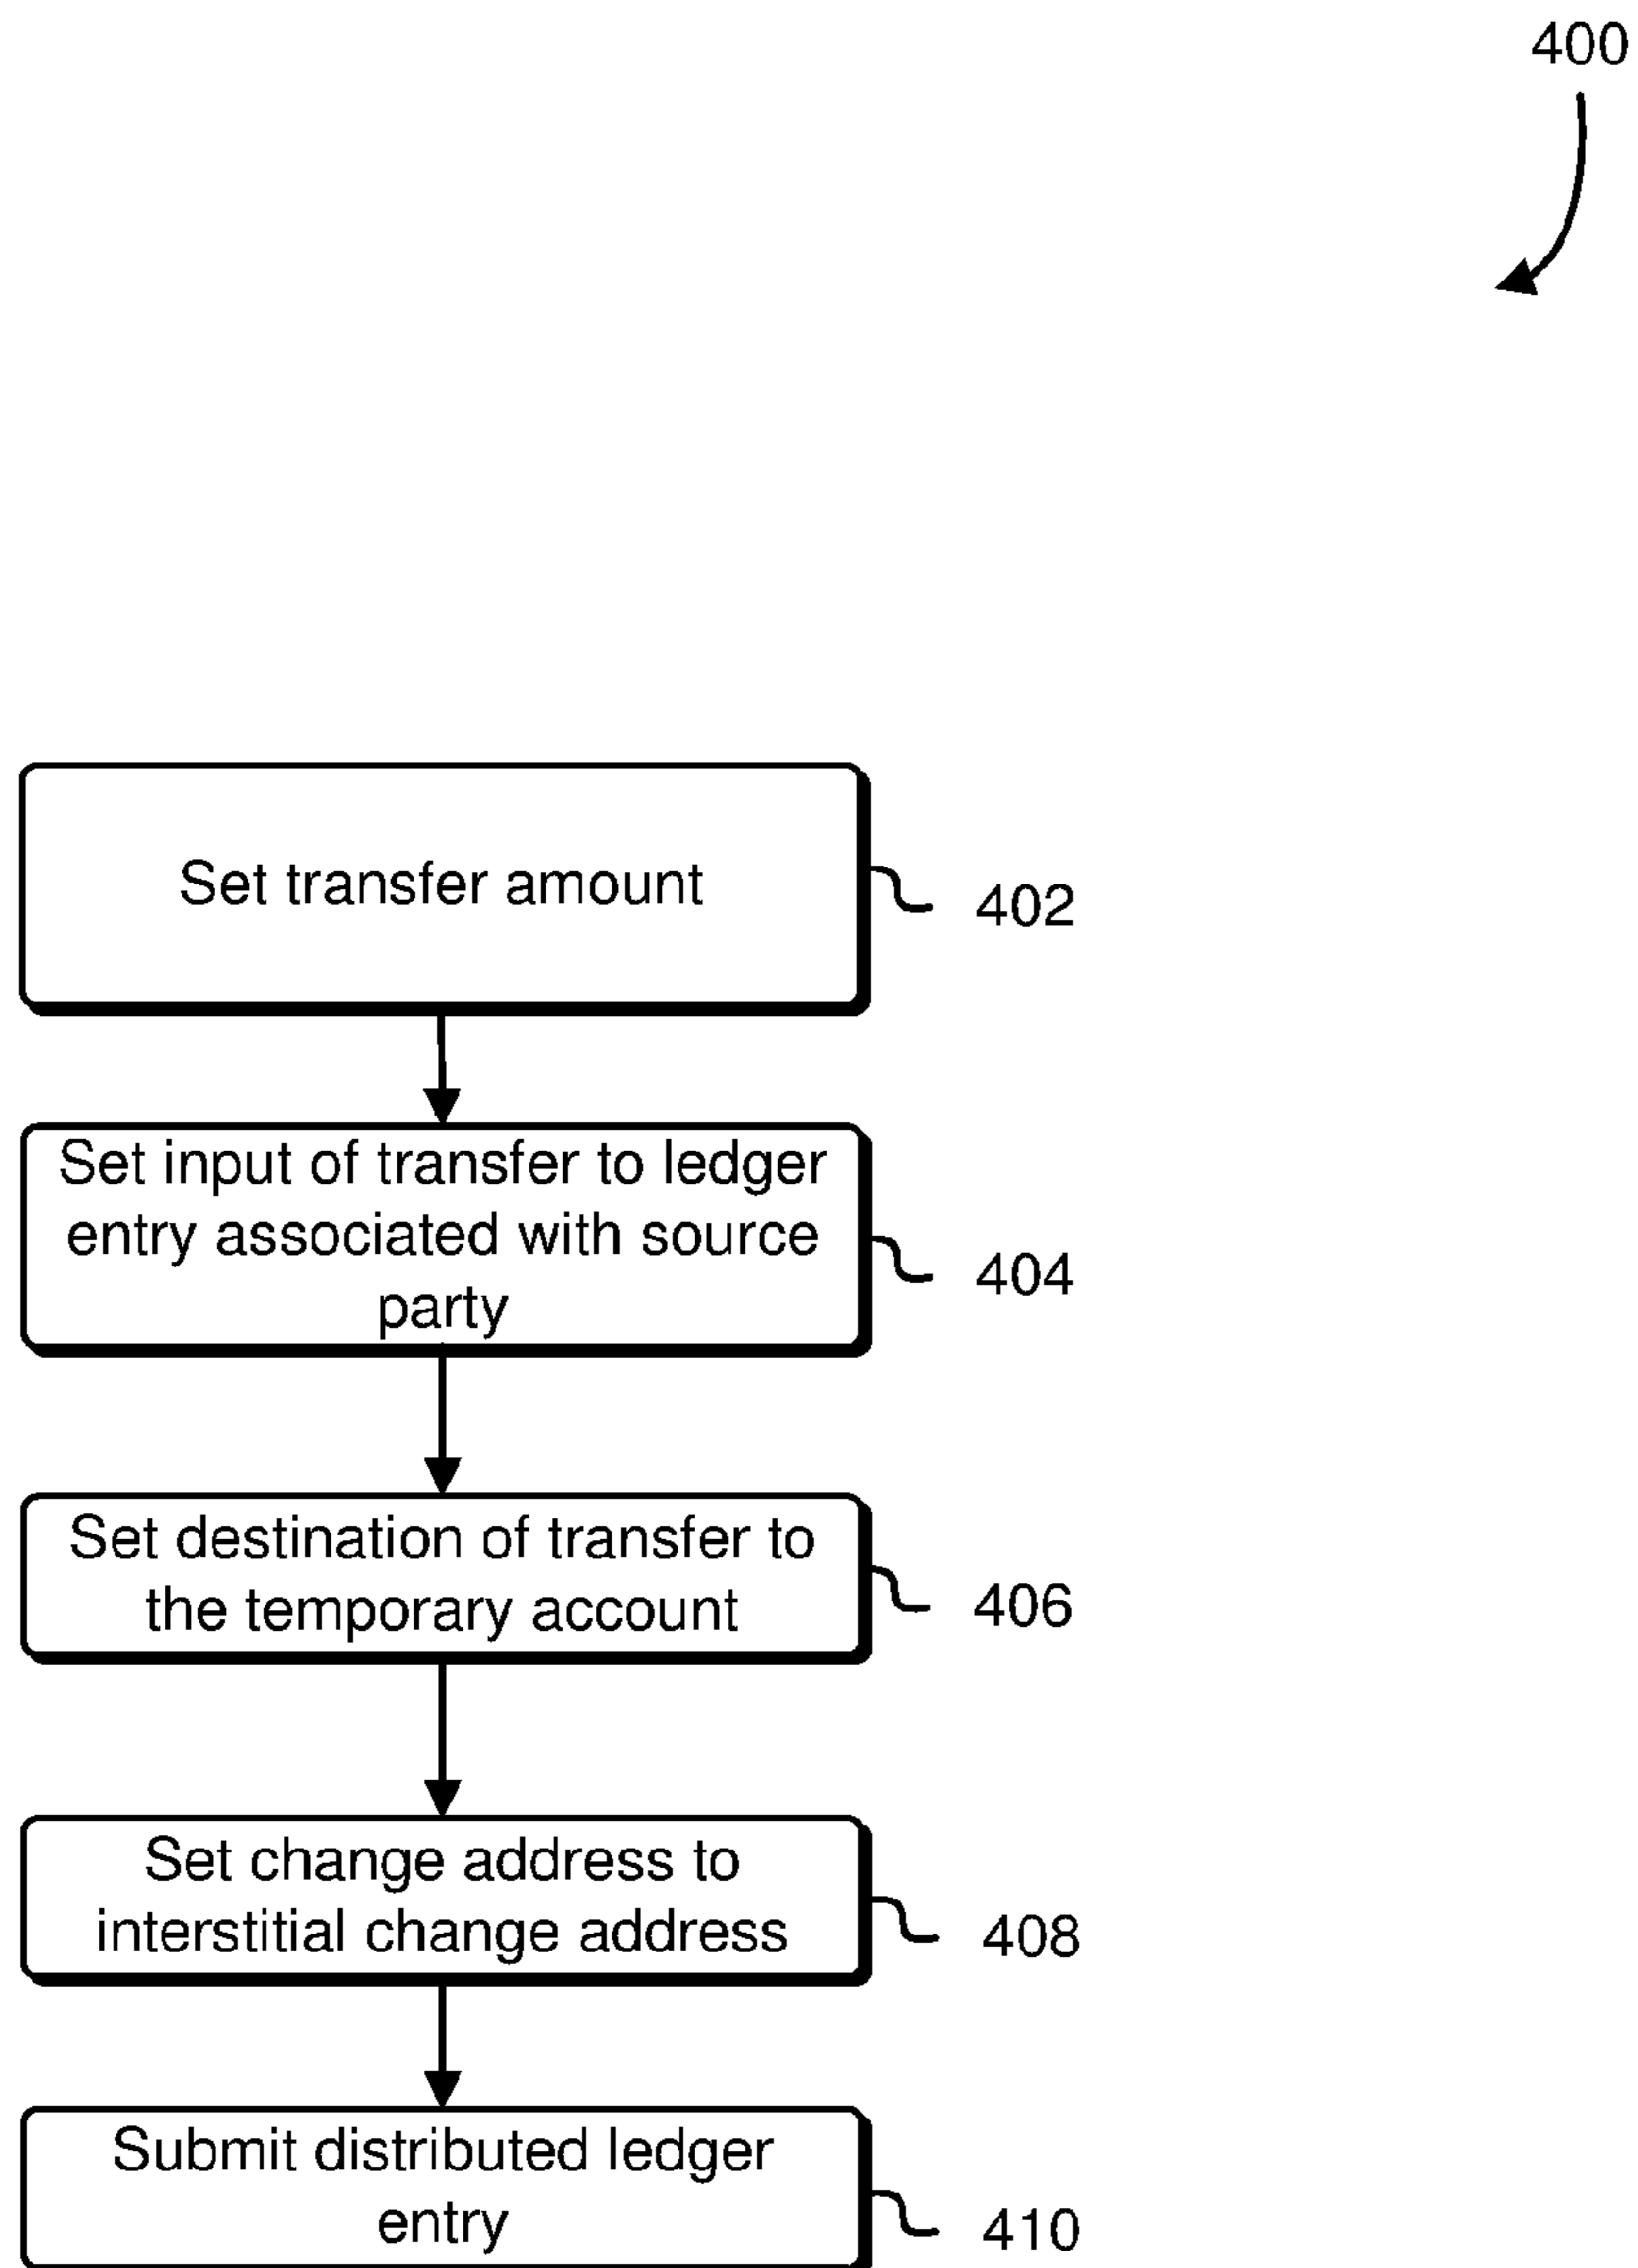 400
Set transfer amount
402
Set input of transfer to ledger
entry associated with source
party
404
Set destination of transfer to
the temporary account
406
Set change address to
interstitial change address
408
Submit distributed ledger
entry
410